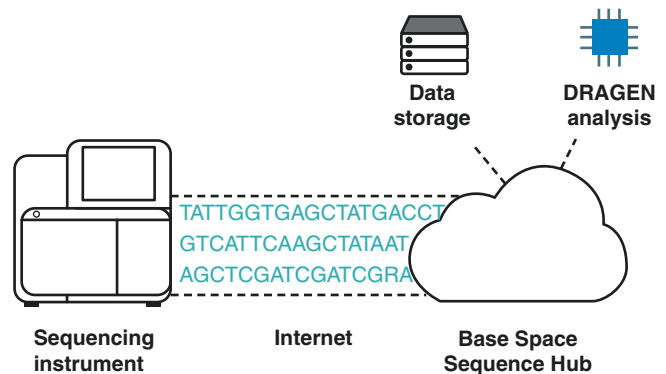 Data
storage
DRAGEN
analysis
TATTGGTGAGCTATGACCT
GTCATTCAAGCTATAAT
AGCTCGATCGATCGRA
Sequencing
instrument
Internet
Base Space
Sequence Hub